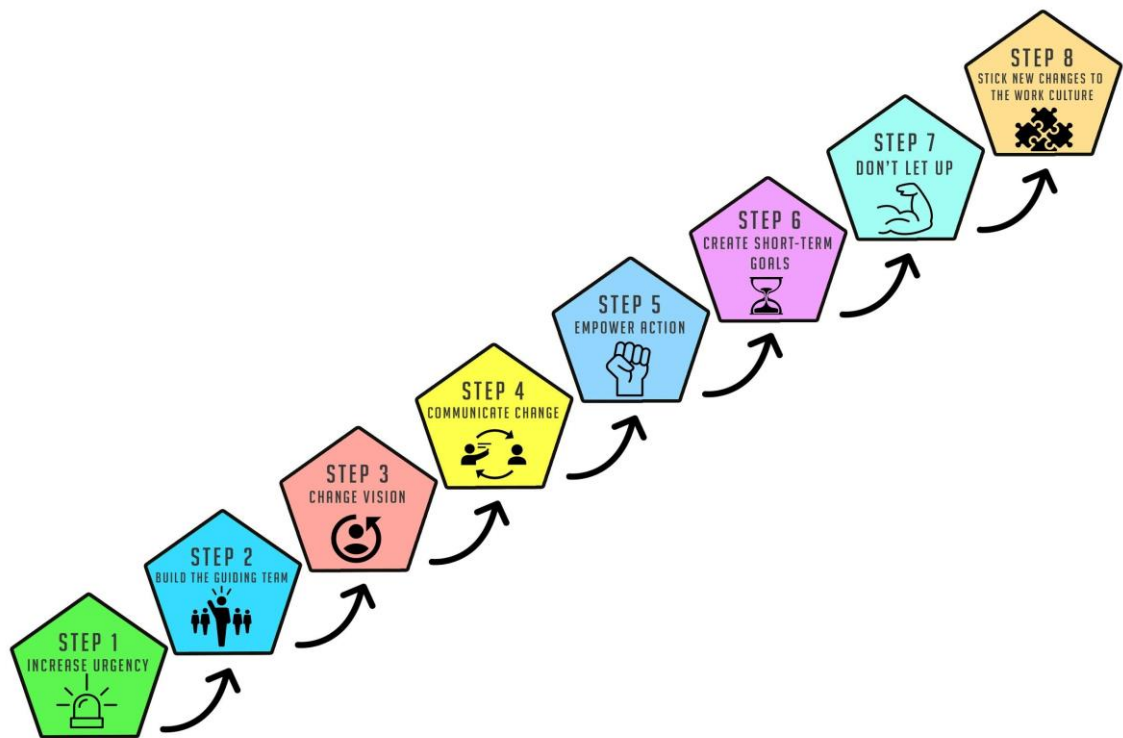 STEP 1
INCREASE URGENCY
STEP 2
BUILD THE GUIDING TEAM
STEP 3
CHANGE VISION
STEP 4
COMMUNICATE CHANGE
STEP 5
EMPOWER ACTION
STEP 6
CREATE SHORT-TERM
GOALS
STEP 7
DON'T LET UP
STEP 8
STICK NEW CHANGES TO
THE WORK CULTURE